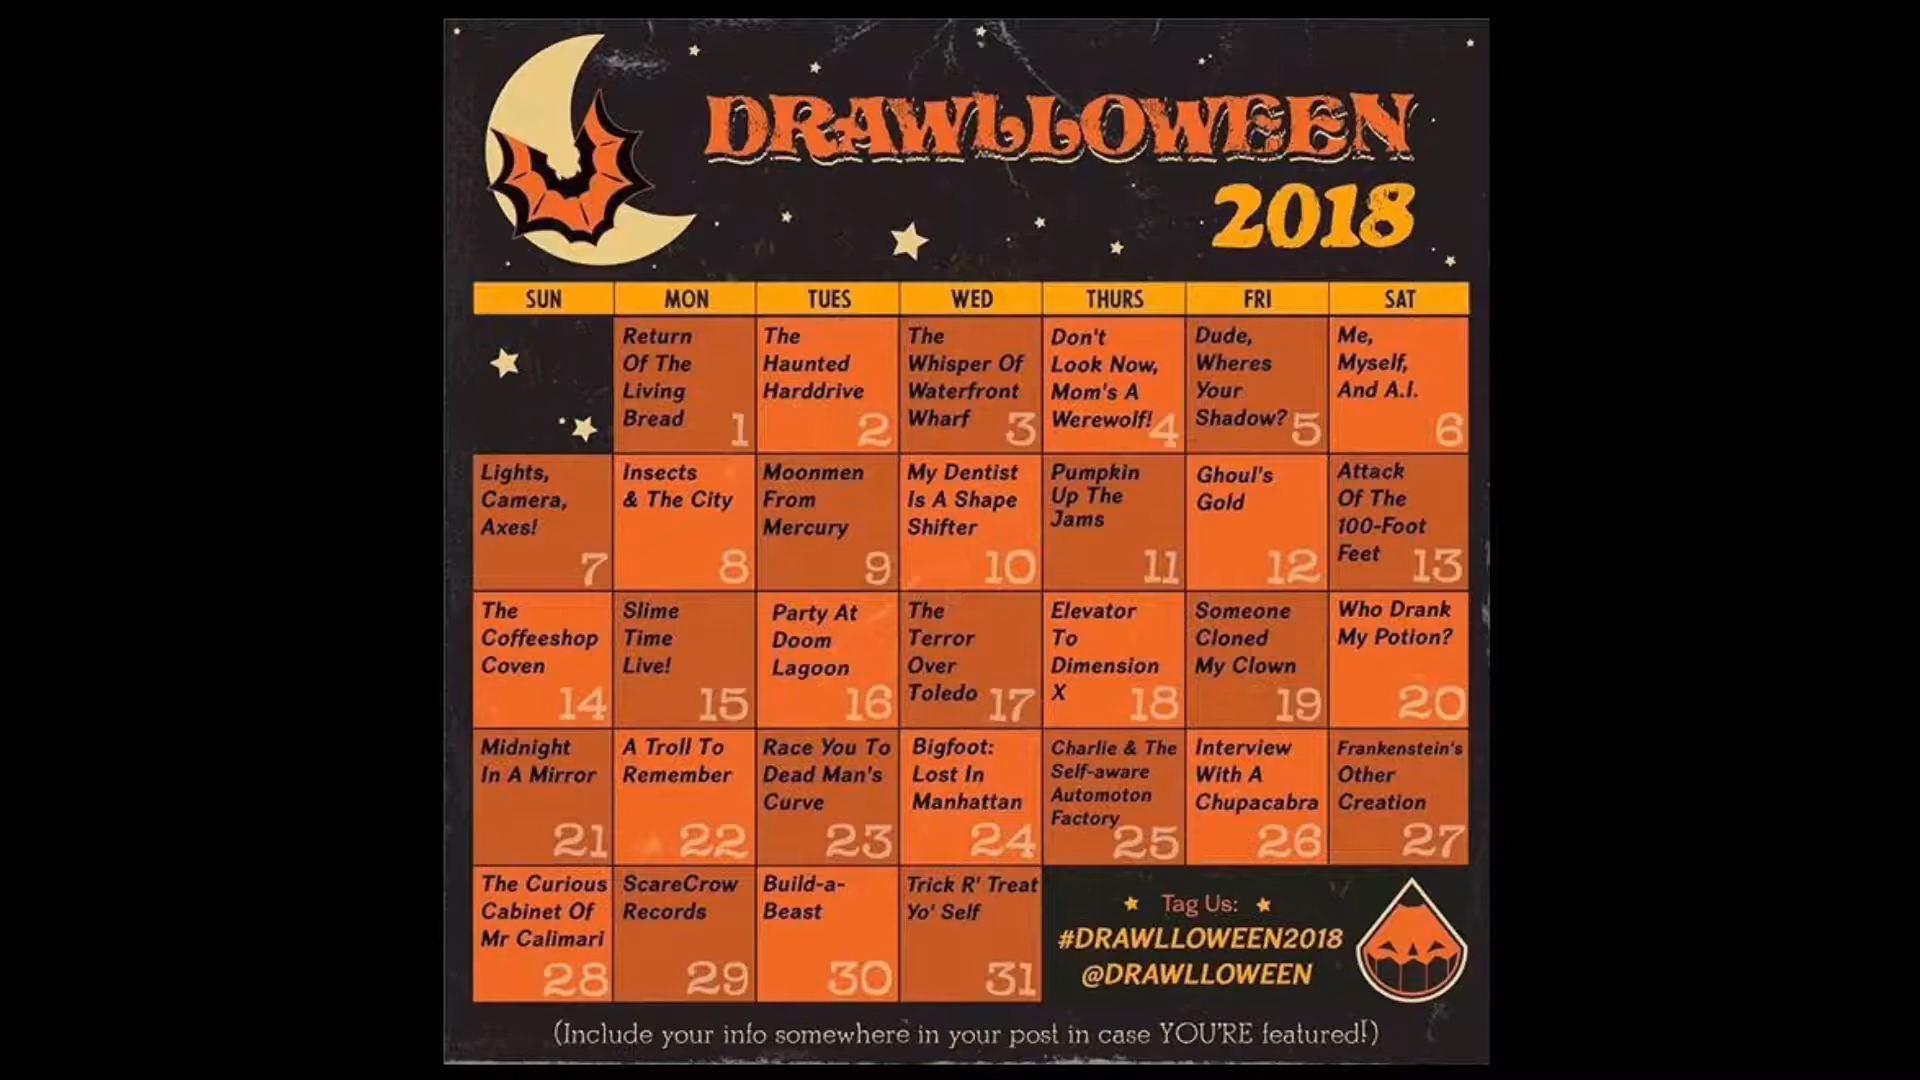 DRAWLLOWEEN
2018
SUN MON TUES WED THURS FRI SAT
Return
Of The
Living
Bread
1
The
Haunted
Harddrive
2
The
Whisper Of
Waterfront
Wharf
3
Don't
Look Now,
Mom's A
Werewolf!
4
Dude,
Wheres
Your
Shadow?
5
Me,
Myself,
And A.I.
6
Lights,
Camera,
Axes!
7
Insects
& The City
8
Moonmen
From
Mercury
9
My Dentist
Is A Shape
Shifter
10
Pumpkin
Up The
Jams
11
Ghoul's
Gold
12
Attack
Of The
100-Foot
Feet
13
The
Coffeeshop
Coven
14
Slime
Time
Live!
15
Party At
Doom
Lagoon
16
The
Terror
Over
Toledo
17
Elevator
To
Dimension
X
18
Someone
Cloned
My Clown
19
Who Drank
My Potion?
20
Midnight
In A Mirror
21
A Troll To
Remember
22
Race You To
Dead Man's
Curve
23
Bigfoot:
Lost In
Manhattan
24
Charlie & The
Self-aware
Automoton
Factory
25
Interview
With A
Chupacabra
26
Frankenstein's
Other
Creation
27
The Curious
Cabinet Of
Mr Calimari
28
ScareCrow
Records
29
Build-a-
Beast
30
Trick R' Treat
Yo' Self
31
Tag Us:
#DRAWLLOWEEN2018
@DRAWLLOWEEN
(Include your info somewhere in your post in case YOU'RE featured!)